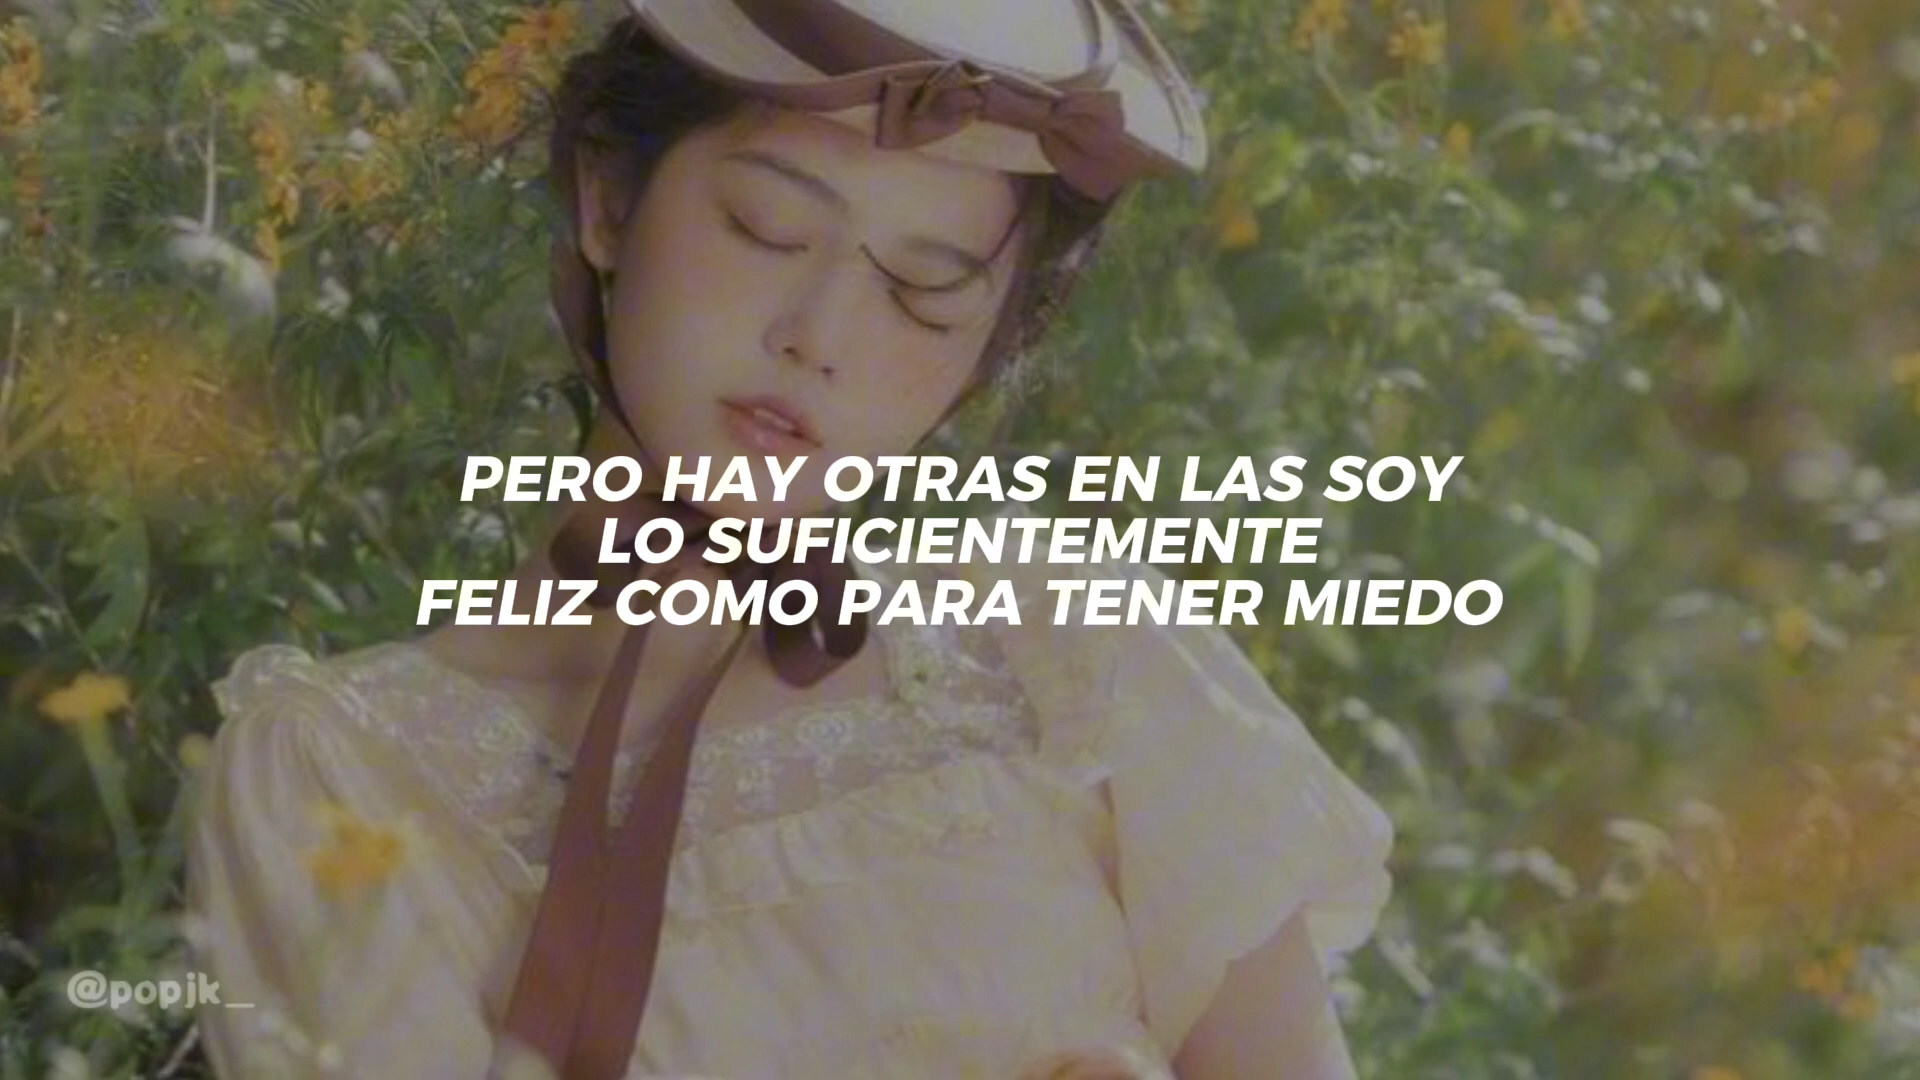 PERO HAY OTRAS EN LAS SOY
LO SUFICIENTEMENTE
FELIZ COMO PARA TENER MIEDO
@popjk_